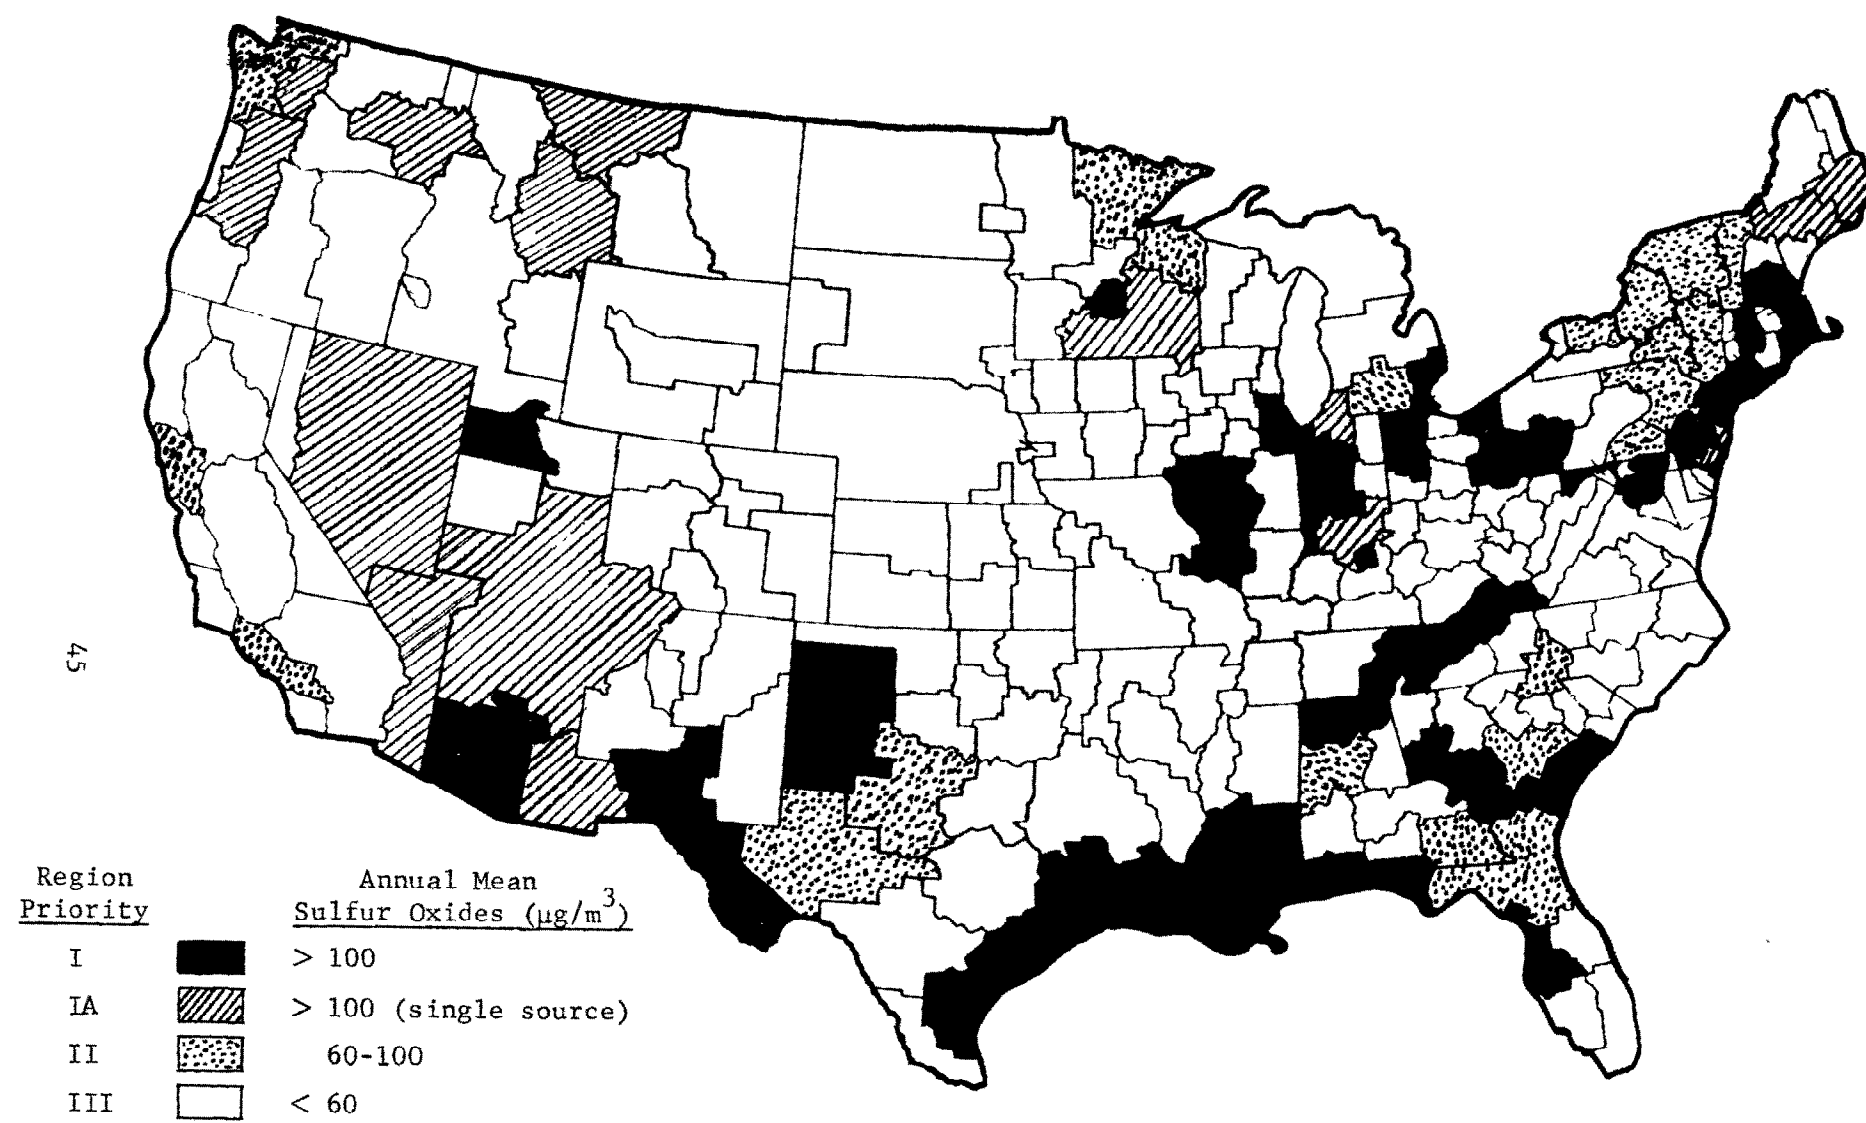 45
Region Priority
Annual Mean Sulfur Oxides (µg/m³)
I > 100
IA > 100 (single source)
II 60-100
III < 60